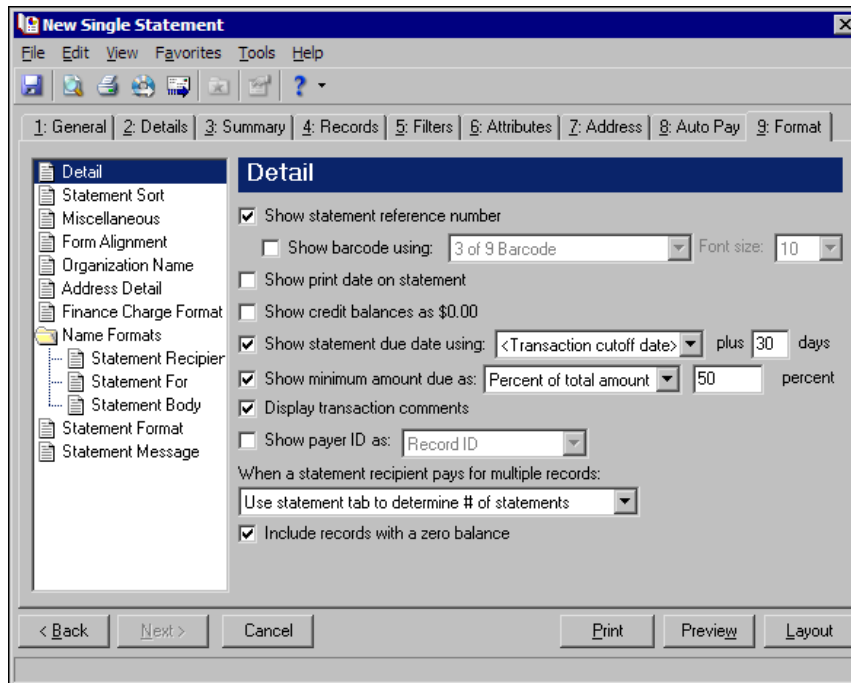 New Single Statement
File Edit View Favorites Tools Help
1: General 2: Details 3: Summary 4: Records 5: Filters 6: Attributes 7: Address 8: Auto Pay 9: Format
Detail
Statement Sort
Miscellaneous
Form Alignment
Organization Name
Address Detail
Finance Charge Format
Name Formats
Statement Recipier
Statement For
Statement Body
Statement Format
Statement Message
Detail
Show statement reference number
Show barcode using: 3 of 9 Barcode Font size: 10
Show print date on statement
Show credit balances as $0.00
Show statement due date using: <Transaction cutoff date> plus 30 days
Show minimum amount due as: Percent of total amount 50 percent
Display transaction comments
Show payer ID as: Record ID
When a statement recipient pays for multiple records:
Use statement tab to determine # of statements
Include records with a zero balance
< Back Next > Cancel Print Preview Layout